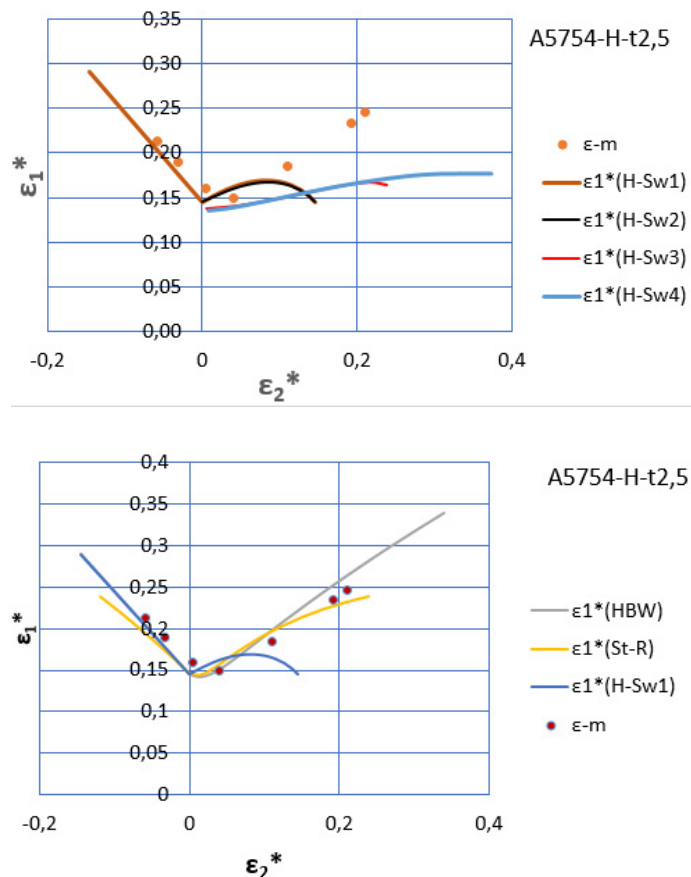 A5754-H-t2,5
0,35
0,30
0,25
0,20
0,15
0,10
0,05
0,00
-0,2
0
0,2
0,4
ε₁*
ε₂*
ε-m
ε1*(H-Sw1)
ε1*(H-Sw2)
ε1*(H-Sw3)
ε1*(H-Sw4)
A5754-H-t2,5
0,4
0,35
0,3
0,25
0,2
0,15
0,1
0,05
0
-0,2
0
0,2
0,4
ε₁*
ε₂*
ε1*(HBW)
ε1*(St-R)
ε1*(H-Sw1)
ε-m